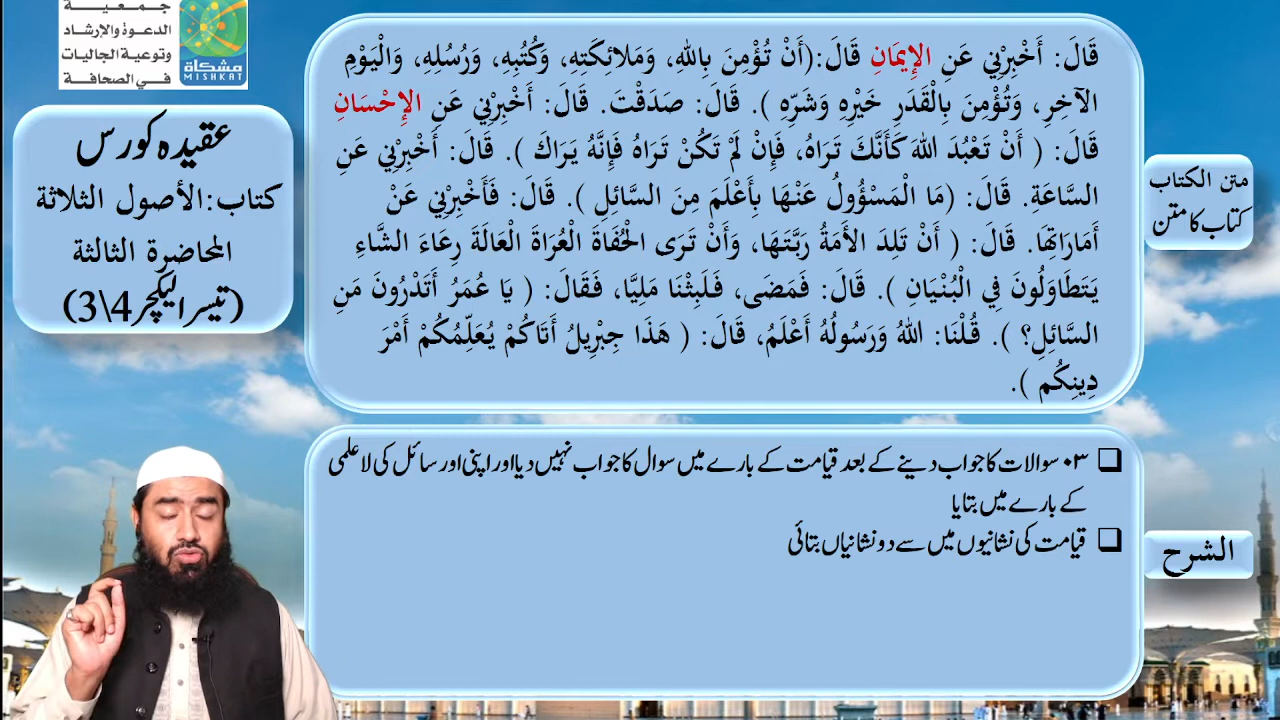 جمعية
الدعوة والإرشاد
وتوعية الجاليات
في الصحافة
مشكاة
MISHKAT
عقیدہ کورس
كتاب:الأصول الثلاثة
المحاضرة الثالثة
(تیسرا لیکچر 4\3)
قَالَ: أَخْبِرْنِي عَنِ الإِيمَانِ قَالَ:(أَنْ تُؤْمِنَ بِاللهِ، وَمَلائِكَتِهِ، وَكُتُبِهِ، وَرُسُلِهِ، وَالْيَوْمِ
الآخِرِ، وَتُؤْمِنَ بِالْقَدَرِ خَيْرِهِ وَشَرِّهِ ). قَالَ: صَدَقْتَ. قَالَ: أَخْبِرْنِي عَنِ الإِحْسَانِ
قَالَ: ( أَنْ تَعْبُدَ اللهَ كَأَنَّكَ تَرَاهُ، فَإِنْ لَمْ تَكُنْ تَرَاهُ فَإِنَّهُ يَرَاكَ ). قَالَ: أَخْبِرْنِي عَنِ
السَّاعَةِ. قَالَ: (مَا الْمَسْؤُولُ عَنْهَا بِأَعْلَمَ مِنَ السَّائِلِ ). قَالَ: فَأَخْبِرْنِي عَنْ
أَمَارَاتِهَا. قَالَ: ( أَنْ تَلِدَ الأَمَةُ رَبَّتَهَا، وَأَنْ تَرَى الْحُفَاةَ الْعُرَاةَ الْعَالَةَ رِعَاءَ الشَّاءِ
يَتَطَاوَلُونَ فِي الْبُنْيَانِ ). قَالَ: فَمَضَى، فَلَبِثْنَا مَلِيًّا، فَقَالَ: ( يَا عُمَرُ أَتَدْرُونَ مَنِ
السَّائِلِ؟ ). قُلْنَا: اللهُ وَرَسُولُهُ أَعْلَمُ، قَالَ: ( هَذَا جِبْرِيلُ أَتَاكُمْ يُعَلِّمُكُمْ أَمْرَ
دِينِكُم ).
متن الكتاب
کتاب کا متن
۰۳ سوالات کا جواب دینے کے بعد قیامت کے بارے میں سوال کا جواب نہیں دیا اور اپنی اور سائل کی لاعلمی
کے بارے میں بتایا
قیامت کی نشانیوں میں سے دو نشانیاں بتائی
الشرح